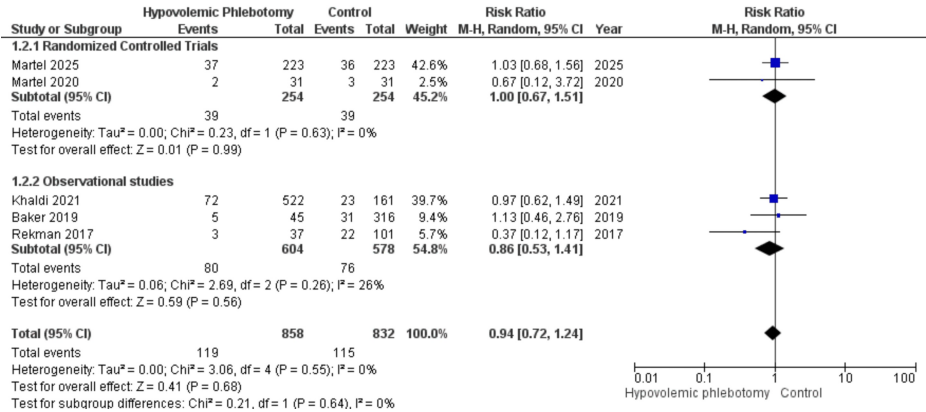 Hypovolemic Phlebotomy Control Risk Ratio Risk Ratio
Study or Subgroup Events Total Events Total Weight M-H, Random, 95% CI Year M-H, Random, 95% CI
1.2.1 Randomized Controlled Trials
Martel 2025 37 223 36 223 42.6% 1.03 [0.68, 1.56] 2025
Martel 2020 2 31 3 31 2.5% 0.67 [0.12, 3.72] 2020
Subtotal (95% CI) 254 254 45.2% 1.00 [0.67, 1.51]
Total events 39 39
Heterogeneity: Tau² = 0.00; Chi² = 0.23, df = 1 (P = 0.63); I² = 0%
Test for overall effect: Z = 0.01 (P = 0.99)
1.2.2 Observational studies
Khaldi 2021 72 522 23 161 39.7% 0.97 [0.62, 1.49] 2021
Baker 2019 5 45 31 316 9.4% 1.13 [0.46, 2.76] 2019
Rekman 2017 3 37 22 101 5.7% 0.37 [0.12, 1.17] 2017
Subtotal (95% CI) 604 578 54.8% 0.86 [0.53, 1.41]
Total events 80 76
Heterogeneity: Tau² = 0.06; Chi² = 2.69, df = 2 (P = 0.26); I² = 26%
Test for overall effect: Z = 0.59 (P = 0.56)
Total (95% CI) 858 832 100.0% 0.94 [0.72, 1.24]
Total events 119 115
Heterogeneity: Tau² = 0.00; Chi² = 3.06, df = 4 (P = 0.55); I² = 0%
Test for overall effect: Z = 0.41 (P = 0.68)
Test for subgroup differences: Chi² = 0.21, df = 1 (P = 0.64), I² = 0%
0.01 0.1 1 10 100
Hypovolemic phlebotomy Control